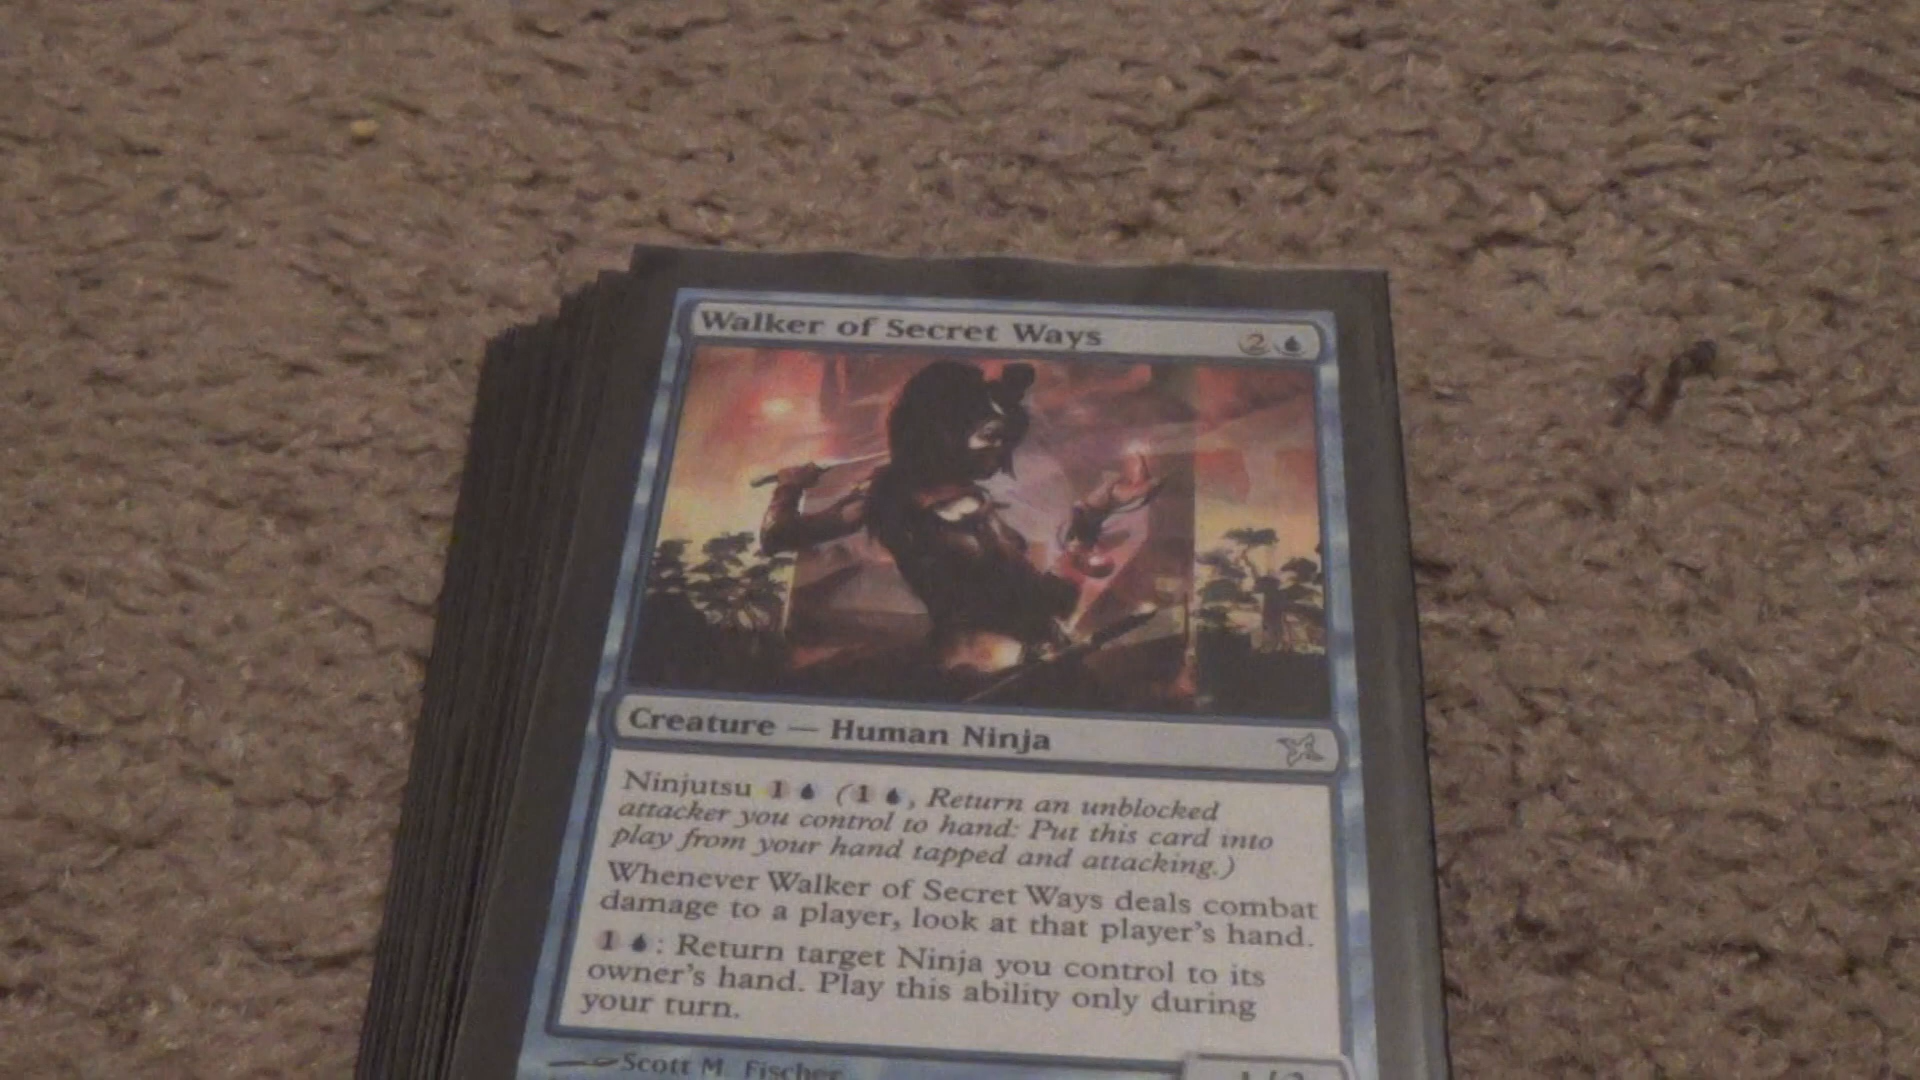 Walker of Secret Ways 2
Creature — Human Ninja
Ninjutsu 1 (1 , Return an unblocked
attacker you control to hand: Put this card into
play from your hand tapped and attacking.)
Whenever Walker of Secret Ways deals combat
damage to a player, look at that player's hand.
1 : Return target Ninja you control to its
owner's hand. Play this ability only during
your turn.
Scott M. Fischer